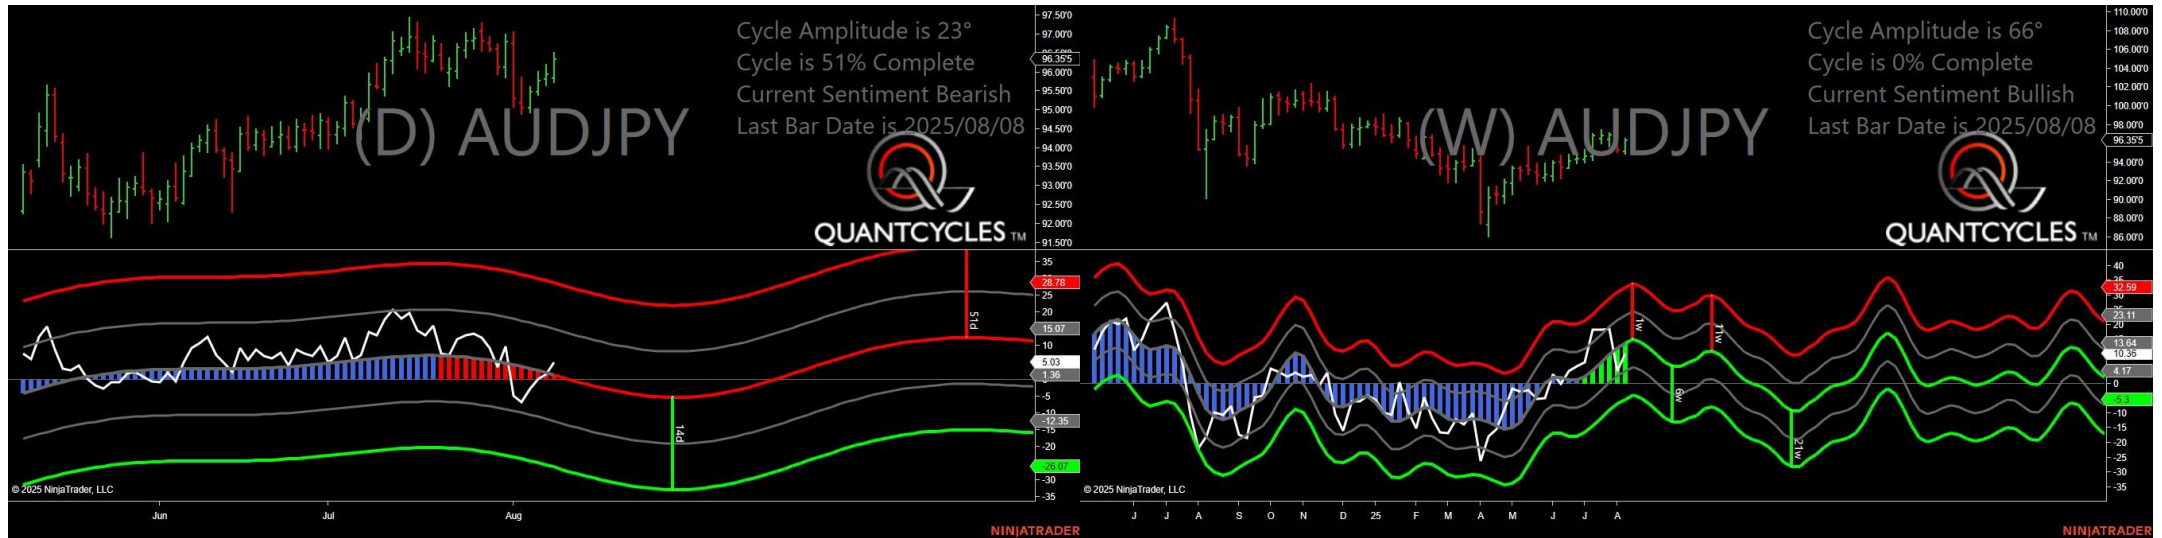 Cycle Amplitude is 23°
Cycle is 51% Complete
Current Sentiment Bearish
Last Bar Date is 2025/08/08
(D) AUDJPY
QUANTCYCLES TM
97.50'0
97.00'0
96.35'5
96.00'0
95.50'0
95.00'0
94.50'0
94.00'0
93.50'0
93.00'0
92.50'0
92.00'0
91.50'0
35
28.78
25
20
15.07
5.03
1.36
-5
-10
-12.35
-15
-20
-26.07
-30
-35
51d
14d
© 2025 NinjaTrader, LLC
Jun
Jul
Aug
NINJATRADER
Cycle Amplitude is 66°
Cycle is 0% Complete
Current Sentiment Bullish
Last Bar Date is 2025/08/08
(W) AUDJPY
QUANTCYCLES TM
110.00'0
108.00'0
106.00'0
104.00'0
102.00'0
100.00'0
98.00'0
96.35'5
94.00'0
92.00'0
90.00'0
88.00'0
86.00'0
40
32.59
30
23.11
20
13.64
10.36
4.17
0
-5.3
-10
-15
-20
-25
-30
-35
1w
11w
6w
21w
© 2025 NinjaTrader, LLC
J J A S O N D 25 F M A M J J A
NINJATRADER